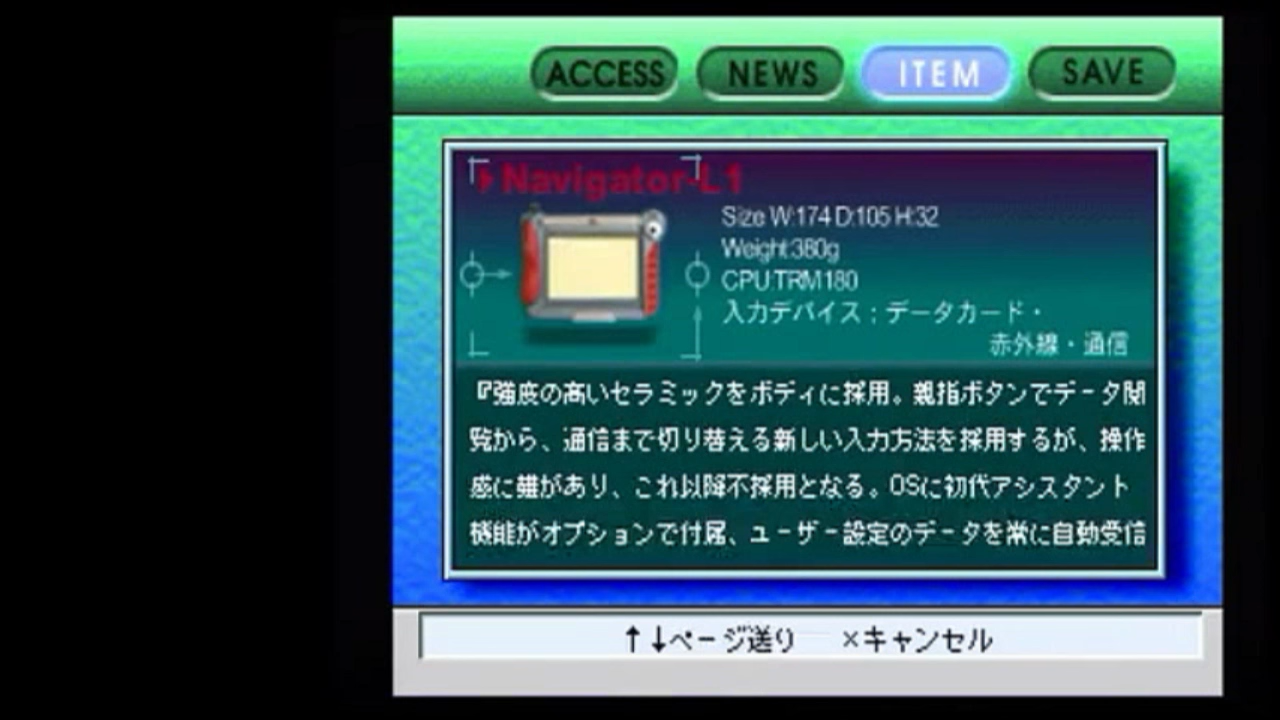 ACCESS NEWS ITEM SAVE
Navigator-L1
Size W:174 D:105 H:32
Weight:380g
CPU:TRM180
入力デバイス：データカード・
赤外線・通信
『強度の高いセラミックをボディに採用。親指ボタンでデータ閲
覧から、通信まで切り替える新しい入力方法を採用するが、操作
感に難があり、これ以降不採用となる。OSに初代アシスタント
機能がオプションで付属、ユーザー設定のデータを常に自動受信
↑↓ページ送り ×キャンセル